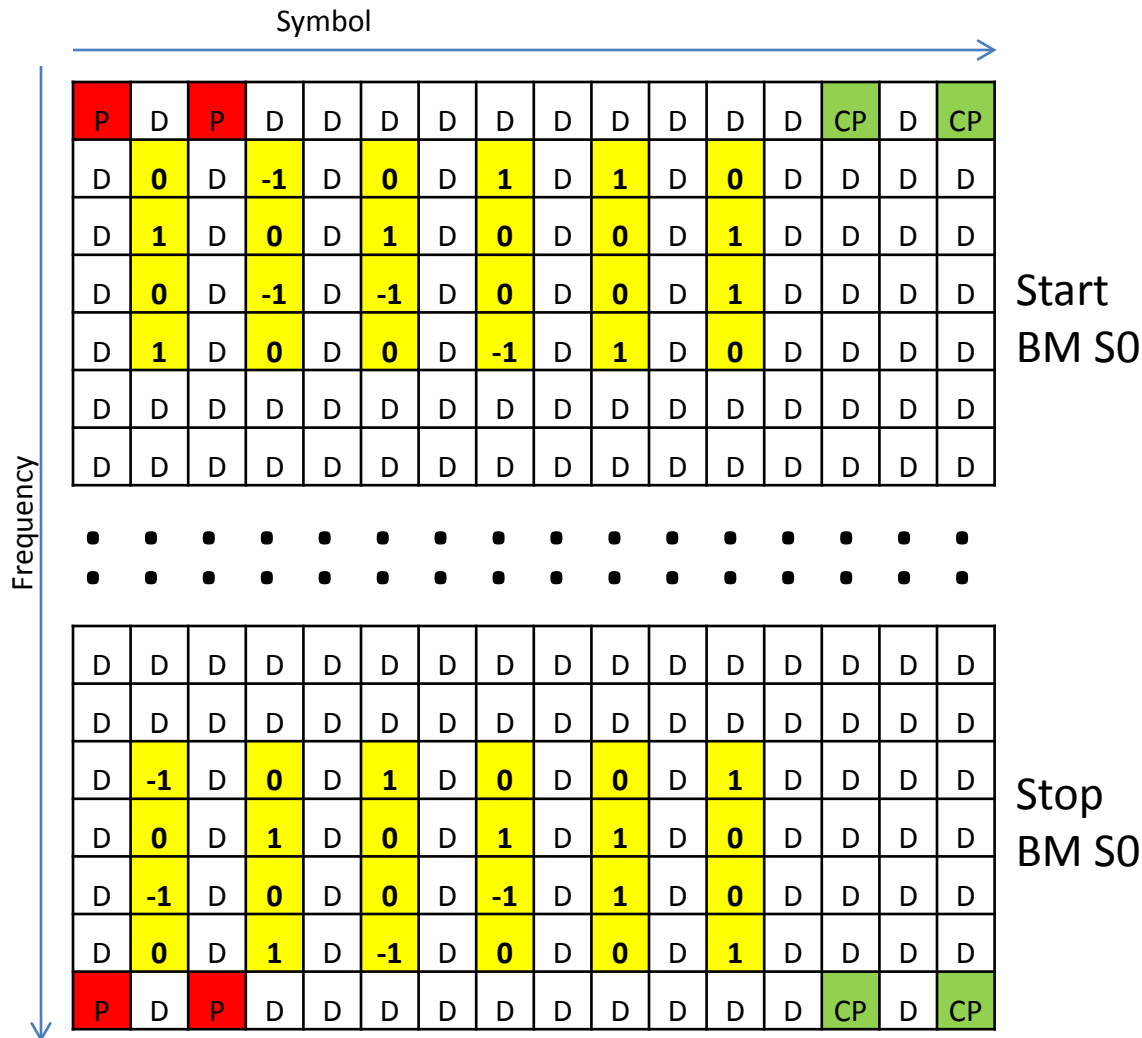 Symbol
P D P D D D D D D D D D D CP D CP
D 0 D -1 D 0 D 1 D 1 D 0 D D D D
D 1 D 0 D 1 D 0 D 0 D 1 D D D D
D 0 D -1 D -1 D 0 D 0 D 1 D D D D
D 1 D 0 D 0 D -1 D 1 D 0 D D D D
D D D D D D D D D D D D D D D D
D D D D D D D D D D D D D D D D
Start
BM S0
Frequency
D D D D D D D D D D D D D D D D
D D D D D D D D D D D D D D D D
D -1 D 0 D 1 D 0 D 0 D 1 D D D D
D 0 D 1 D 0 D 1 D 1 D 0 D D D D
D -1 D 0 D 0 D -1 D 1 D 0 D D D D
D 0 D 1 D -1 D 0 D 0 D 1 D D D D
P D P D D D D D D D D D D CP D CP
Stop
BM S0